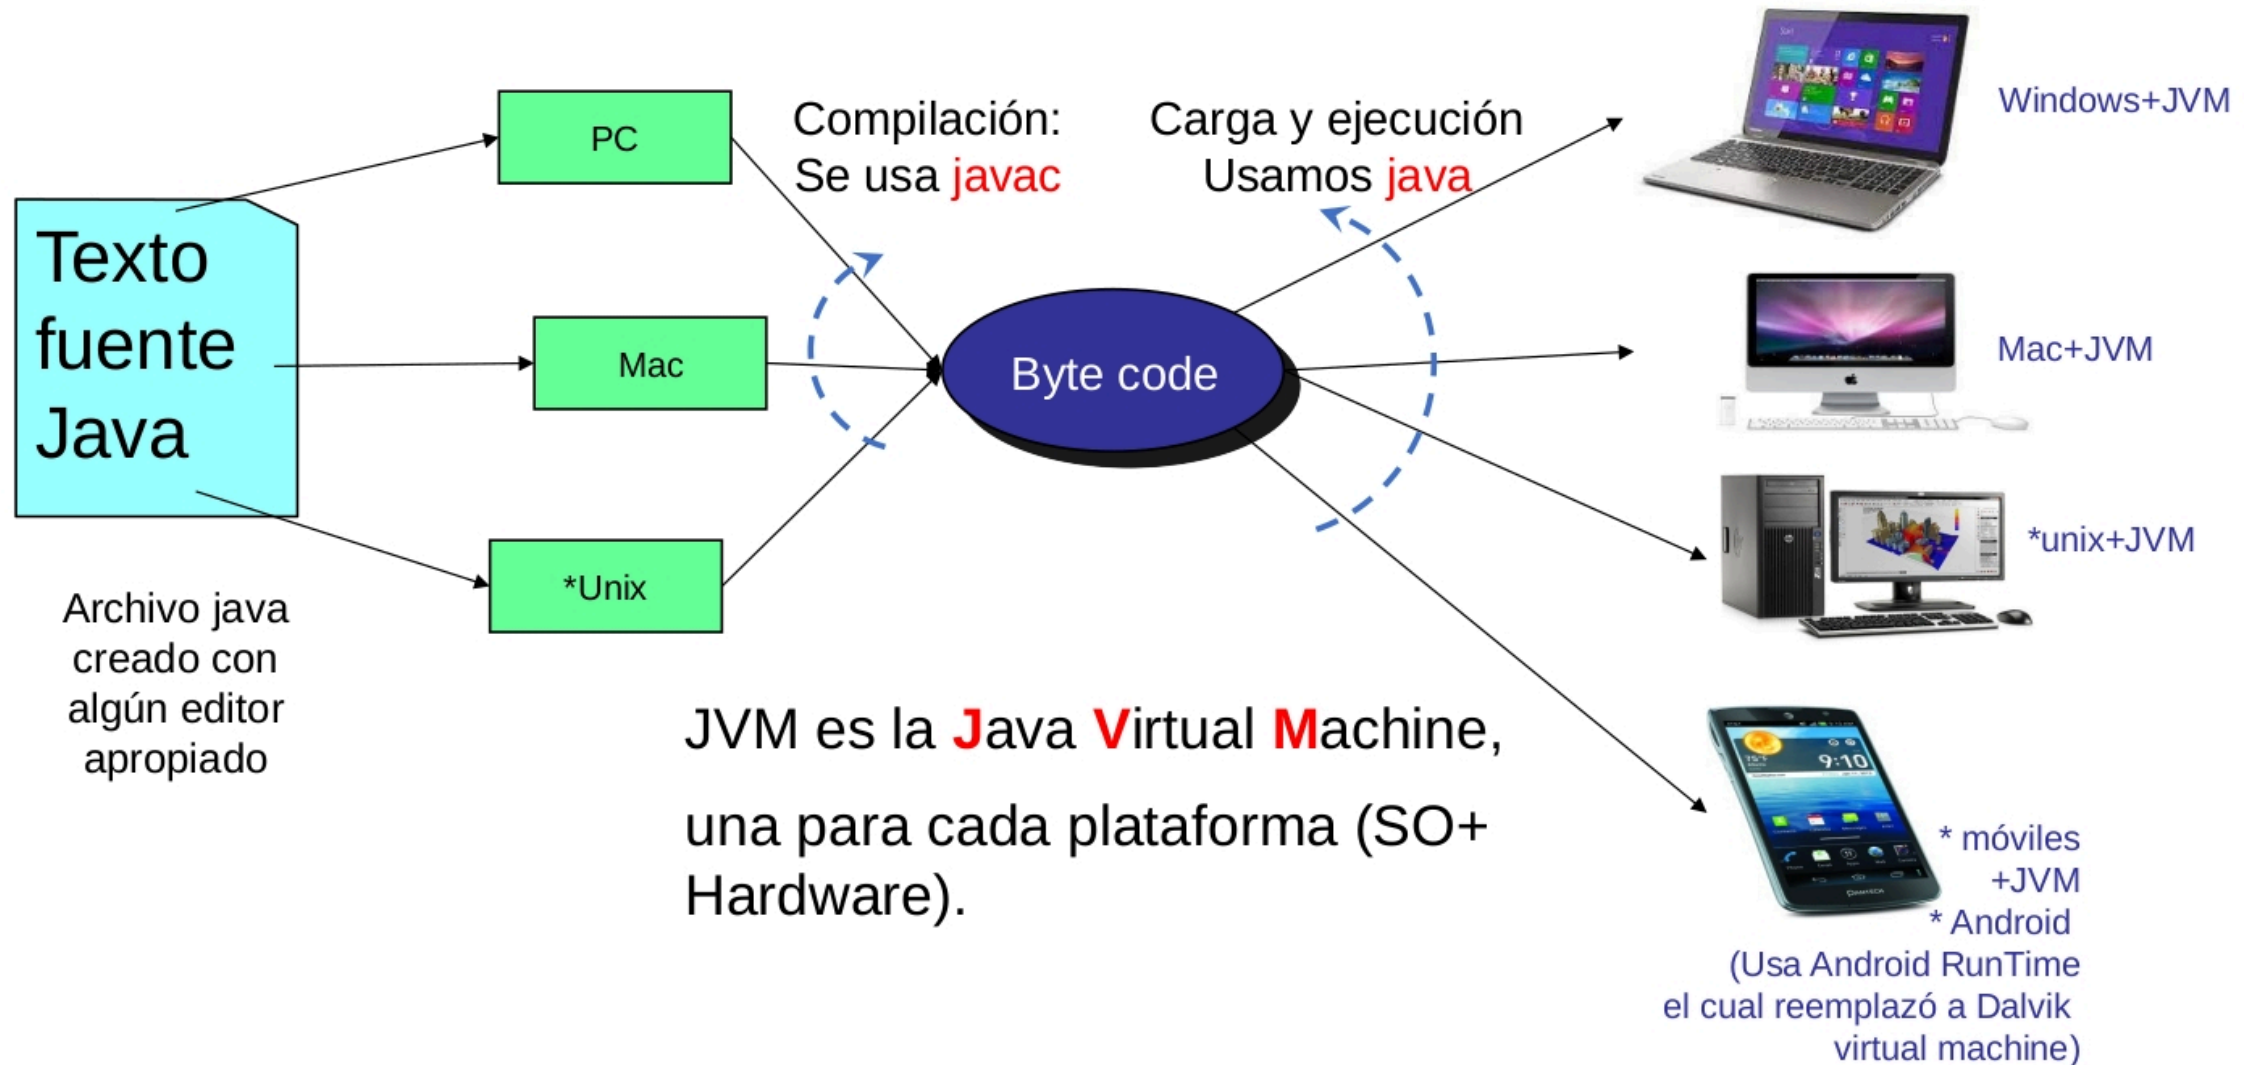 Texto
fuente
Java
Archivo java
creado con
algún editor
apropiado
PC
Mac
*Unix
Compilación:
Se usa javac
Carga y ejecución
Usamos java
Byte code
JVM es la Java Virtual Machine,
una para cada plataforma (SO+
Hardware).
Windows+JVM
Mac+JVM
*unix+JVM
9:10
* móviles
+JVM
* Android
(Usa Android RunTime
el cual reemplazó a Dalvik
virtual machine)